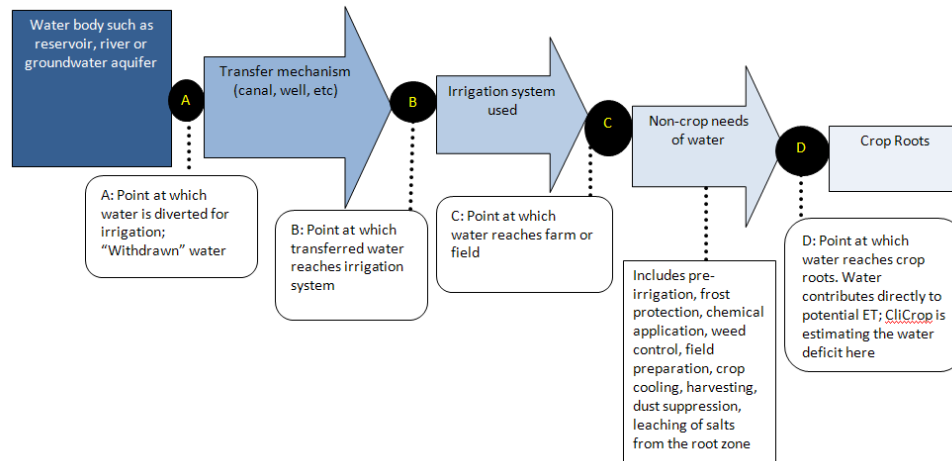 Water body such as
reservoir, river or
groundwater aquifer
A
Transfer mechanism
(canal, well, etc)
B
Irrigation system
used
C
Non-crop needs
of water
D
Crop Roots
A: Point at which
water is diverted for
irrigation;
“Withdrawn” water
B: Point at which
transferred water
reaches irrigation
system
C: Point at which
water reaches farm or
field
Includes pre-
irrigation, frost
protection, chemical
application, weed
control, field
preparation, crop
cooling, harvesting,
dust suppression,
leaching of salts
from the root zone
D: Point at which
water reaches crop
roots. Water
contributes directly to
potential ET; CliCrop is
estimating the water
deficit here